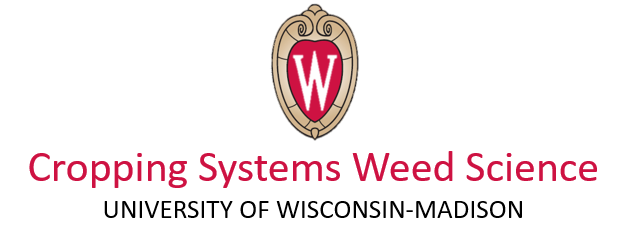 W
Cropping Systems Weed Science
UNIVERSITY OF WISCONSIN-MADISON